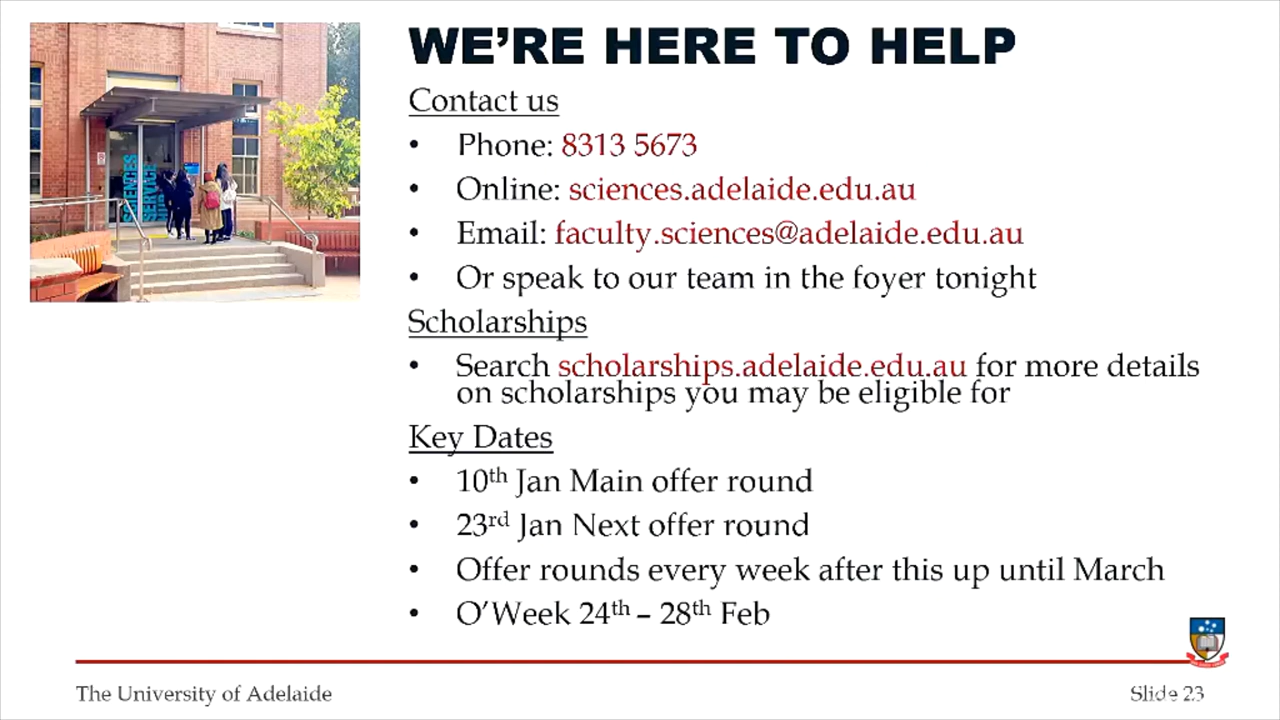 WE'RE HERE TO HELP
Contact us
• Phone: 8313 5673
• Online: sciences.adelaide.edu.au
• Email: faculty.sciences@adelaide.edu.au
• Or speak to our team in the foyer tonight
Scholarships
• Search scholarships.adelaide.edu.au for more details
on scholarships you may be eligible for
Key Dates
• 10th Jan Main offer round
• 23rd Jan Next offer round
• Offer rounds every week after this up until March
• O'Week 24th – 28th Feb
The University of Adelaide
Slide 23
SCIENCES
SERVICE